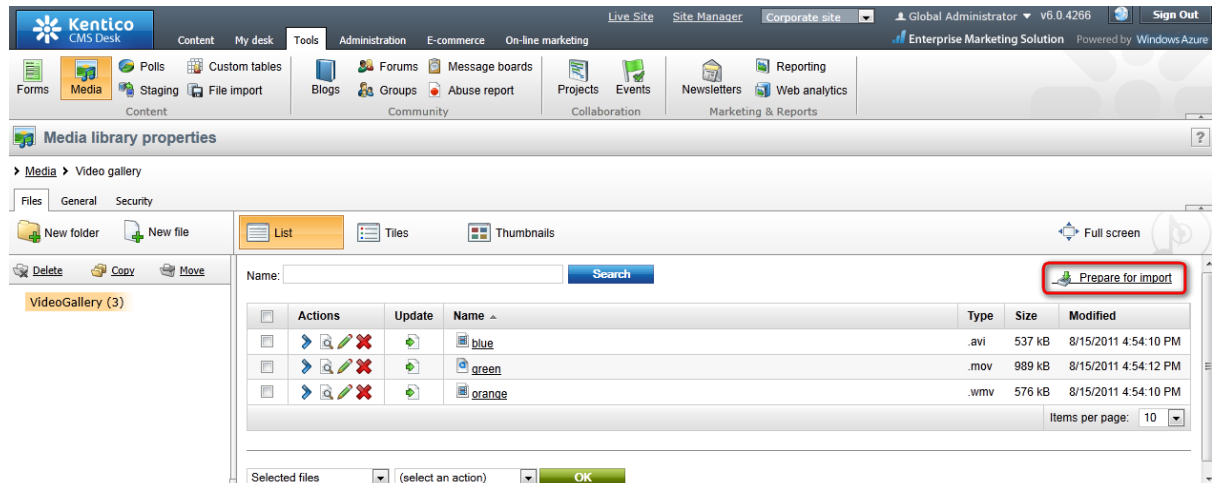 Kentico
CMS Desk
Live Site Site Manager Corporate site Global Administrator v6.0.4266 Sign Out
Content My desk Tools Administration E-commerce On-line marketing Enterprise Marketing Solution Powered by Windows Azure
Forms Media Polls Custom tables Staging File import
Content
Blogs Forums Message boards Groups Abuse report
Community
Projects Events
Collaboration
Newsletters Reporting Web analytics
Marketing & Reports
Media library properties ?
> Media > Video gallery
Files General Security
New folder New file List Tiles Thumbnails Full screen
Delete Copy Move Name: Search Prepare for import
VideoGallery (3)
Actions Update Name Type Size Modified
blue .avi 537 kB 8/15/2011 4:54:10 PM
green .mov 989 kB 8/15/2011 4:54:12 PM
orange .wmv 576 kB 8/15/2011 4:54:10 PM
Items per page: 10
Selected files (select an action) OK